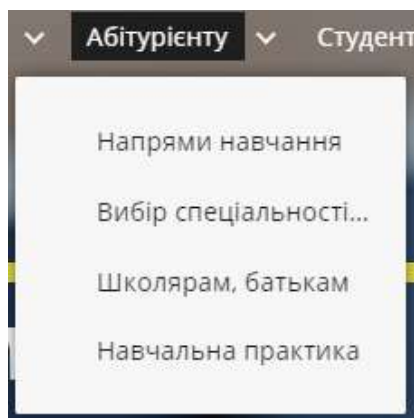 Абітурієнту Студент
Напрями навчання
Вибір спеціальності...
Школярам, батькам
Навчальна практика